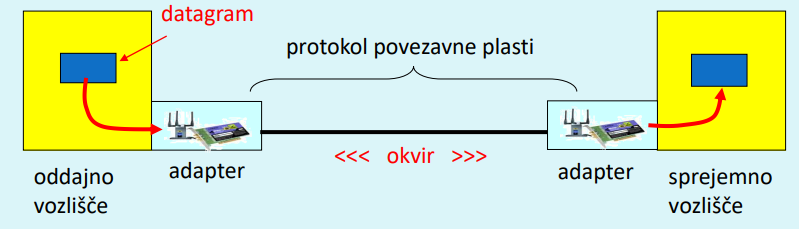 datagram
protokol povezavne plasti
<<< okvir >>>
adapter
adapter
oddajno
vozlišče
sprejemno
vozlišče